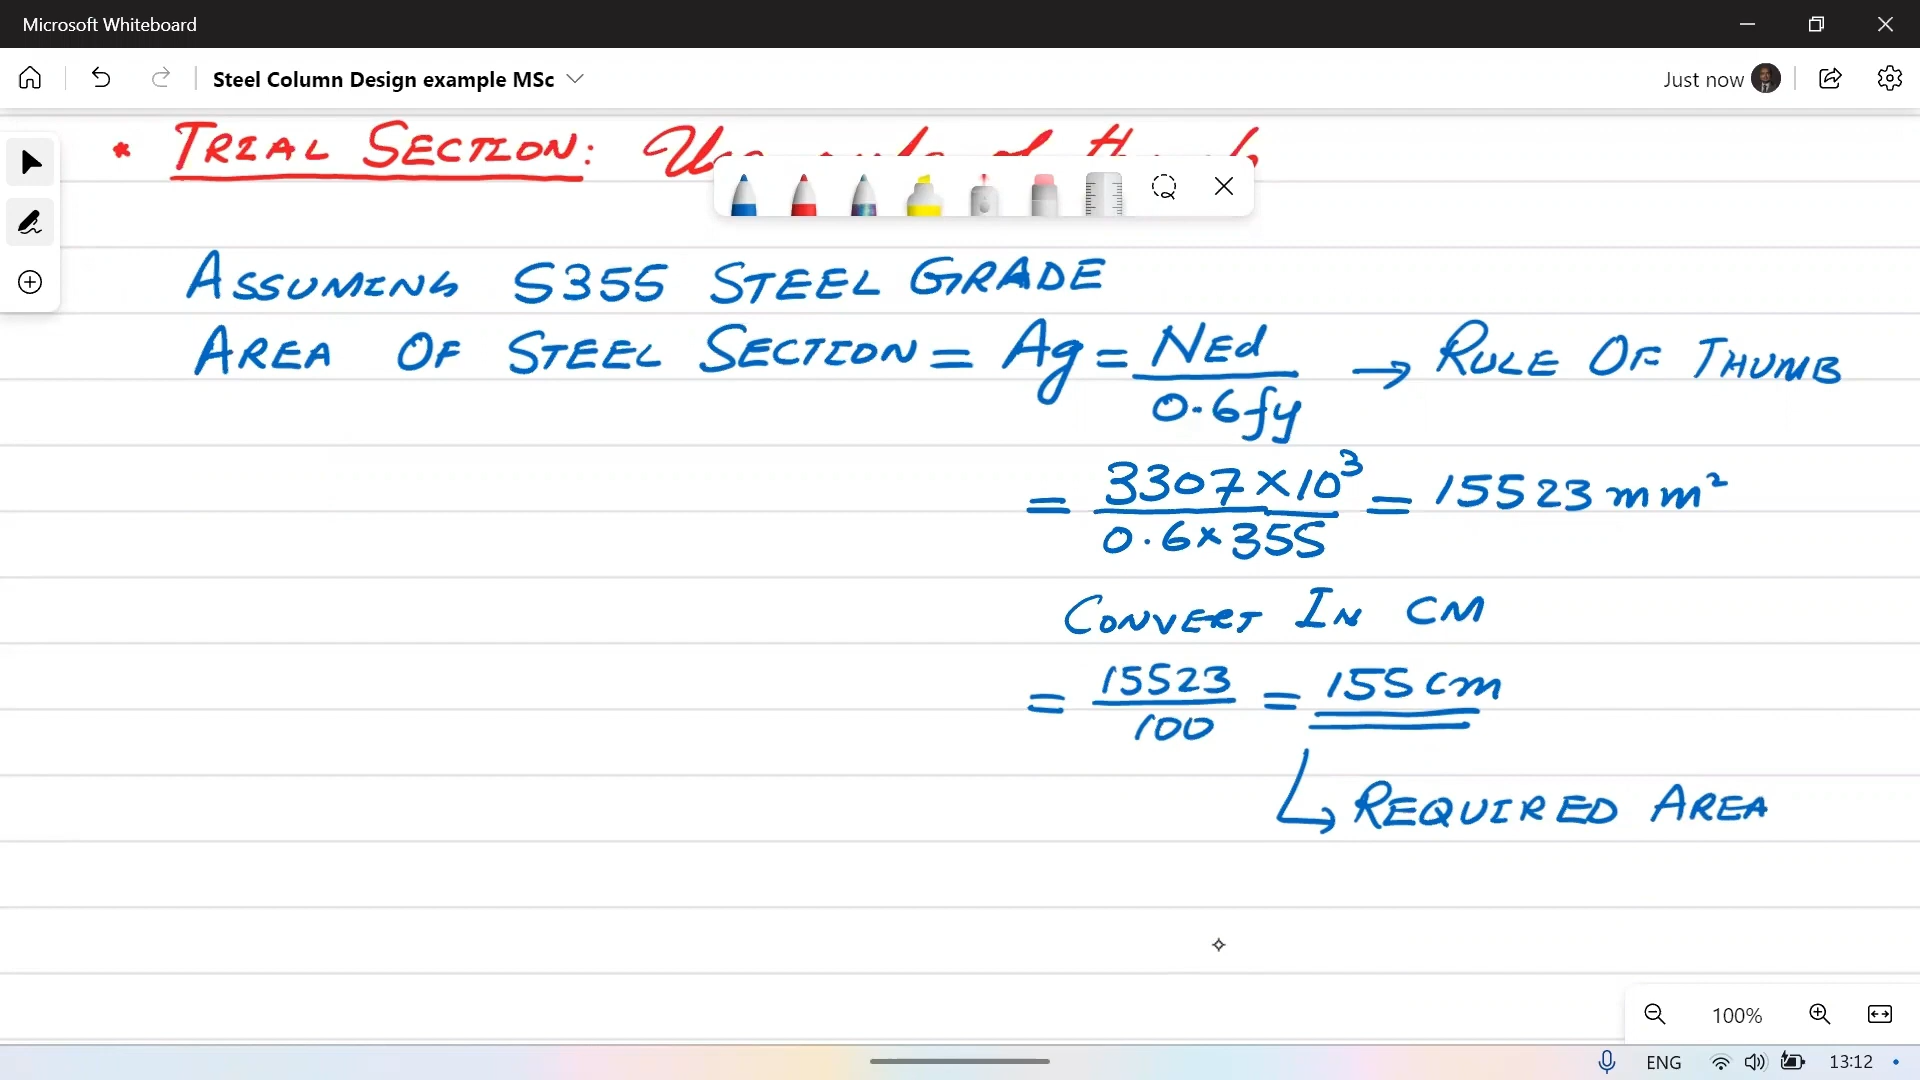 Microsoft Whiteboard
Steel Column Design example MSc
Just now
* TRIAL SECTION:
ASSUMING S355 STEEL GRADE
AREA OF STEEL SECTION = Ag = NEd / 0.6fy → RULE OF THUMB
= 3307 × 10³ / 0.6 × 355 = 15523 mm²
CONVERT IN CM
= 15523 / 100 = 155 cm
↳ REQUIRED AREA
100%
ENG
13:12